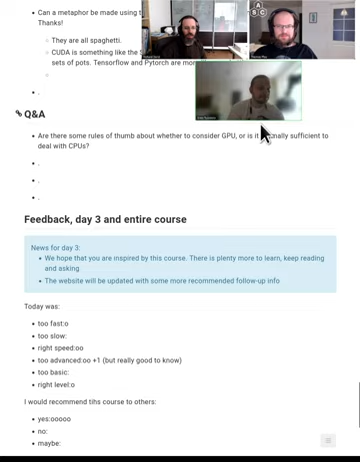 Can a metaphor be made using t
Thanks!
They are all spaghetti.
CUDA is something like the S
sets of pots. Tensorflow and Pytorch are mor
Q&A
Are there some rules of thumb about whether to consider GPU, or is it nally sufficient to
deal with CPUs?
Feedback, day 3 and entire course
News for day 3:
We hope that you are inspired by this course. There is plenty more to learn, keep reading
and asking
The website will be updated with some more recommended follow-up info
Today was:
too fast:o
too slow:
right speed:oo
too advanced:oo +1 (but really good to know)
too basic:
right level:o
I would recommend tihs course to others:
yes:ooooo
no:
maybe: